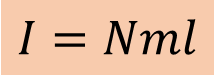 I = Nml